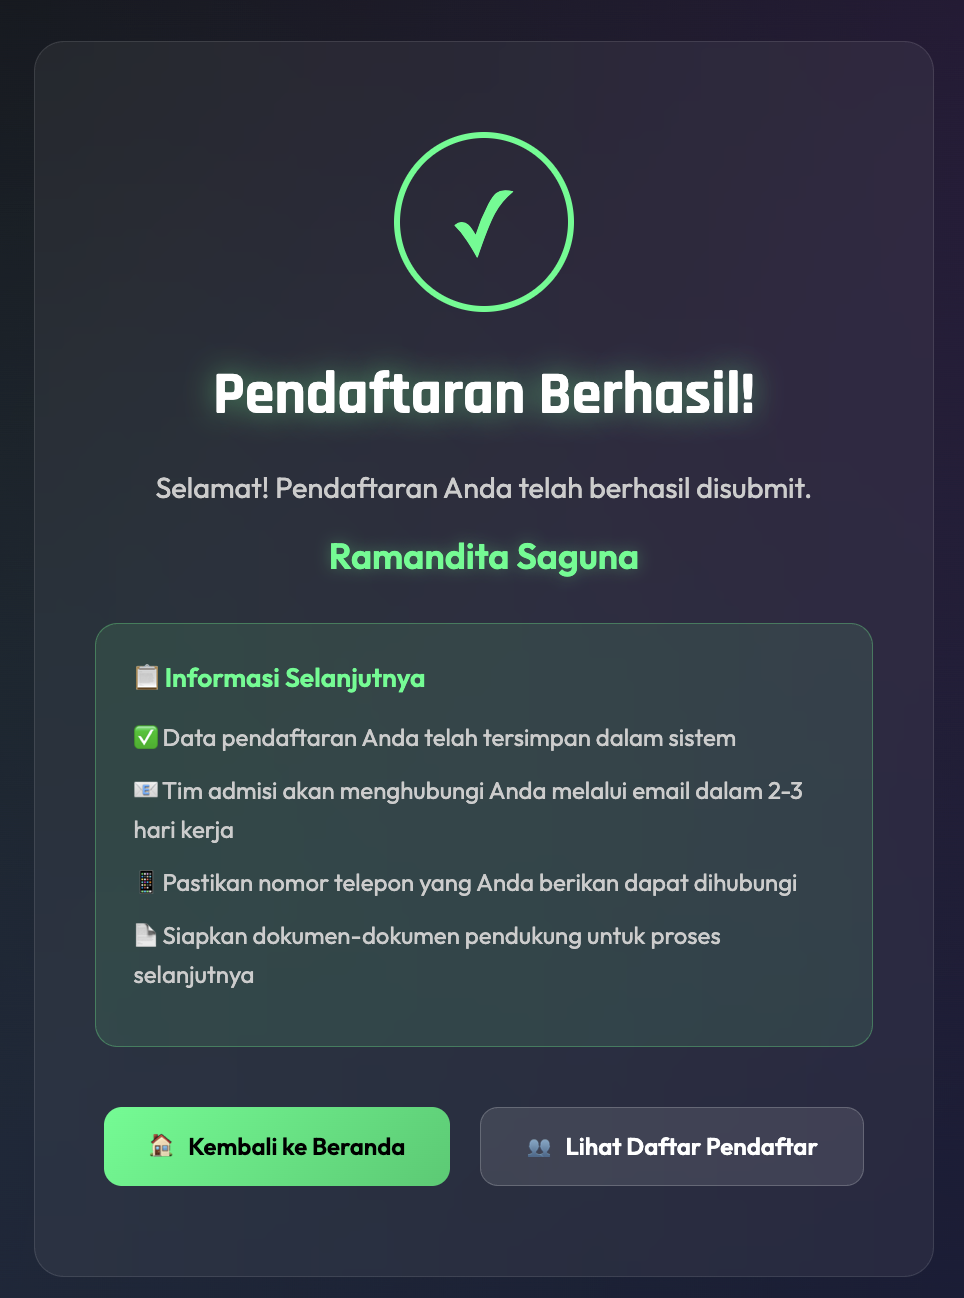 Pendaftaran Berhasil!
Selamat! Pendaftaran Anda telah berhasil disubmit.
Ramandita Saguna
📋 Informasi Selanjutnya
✅ Data pendaftaran Anda telah tersimpan dalam sistem
📧 Tim admisi akan menghubungi Anda melalui email dalam 2-3
hari kerja
📱 Pastikan nomor telepon yang Anda berikan dapat dihubungi
📄 Siapkan dokumen-dokumen pendukung untuk proses
selanjutnya
🏠 Kembali ke Beranda
👥 Lihat Daftar Pendaftar